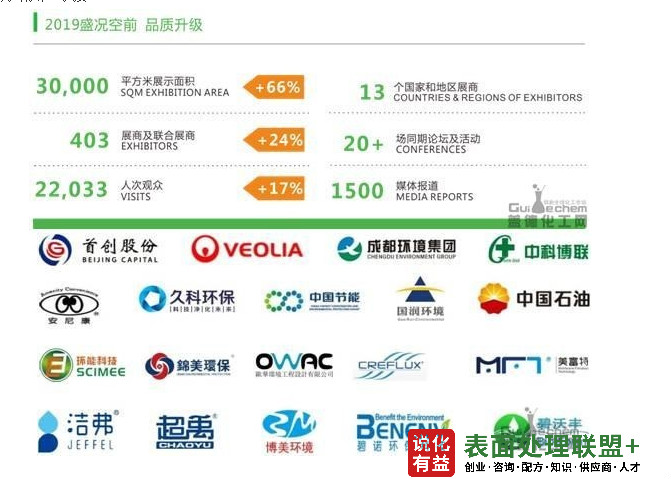 2019盛况空前 品质升级
30,000
平方米展示面积
SQM EXHIBITION AREA
+66%
13
个国家和地区展商
COUNTRIES & REGIONS OF EXHIBITORS
403
展商及联合展商
EXHIBITORS
+24%
20+
场同期论坛及活动
CONFERENCES
22,033
人次观众
VISITS
+17%
1500
媒体报道
MEDIA REPORTS
Guidechem
盖德化工网
首创股份
BEIJING CAPITAL
VEOLIA
成都环境集团
CHENGDU ENVIRONMENT GROUP
中科博联
安尼康
久科环保
科技净化未来
中国节能
国润环境
中国石油
环能科技
SCIMEE
錦美環保
OWAC
CREFLUX
MFT
美富特
洁弗
JEFFEL
超禹
CHAOYU
博美环境
Benefit the Environment
碧诺环
碧沃丰
说化有益
表面处理联盟+
创业·咨询·配方·知识·供应商·人才